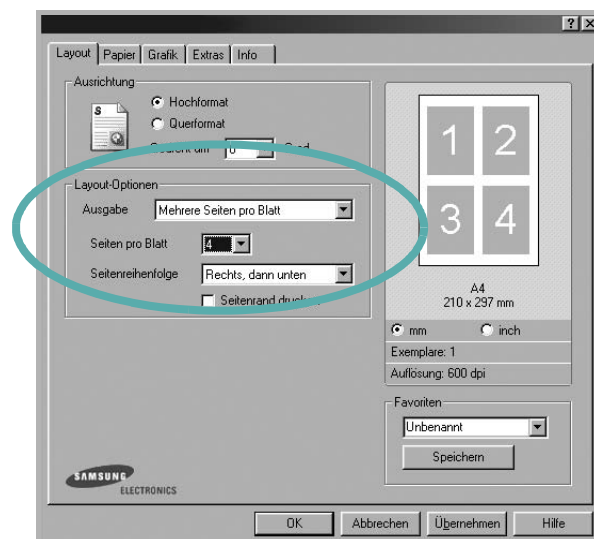 Layout Papier Grafik Extras Info
Ausrichtung
S
Hochformat
Querformat
Layout-Optionen
Ausgabe Mehrere Seiten pro Blatt
Seiten pro Blatt 4
Seitenreihenfolge Rechts, dann unten
Seitenrand
1 2
3 4
A4
210 x 297 mm
mm inch
Exemplare: 1
Auflösung: 600 dpi
Favoriten
Unbenannt
Speichern
SAMSUNG
ELECTRONICS
OK Abbrechen Übernehmen Hilfe